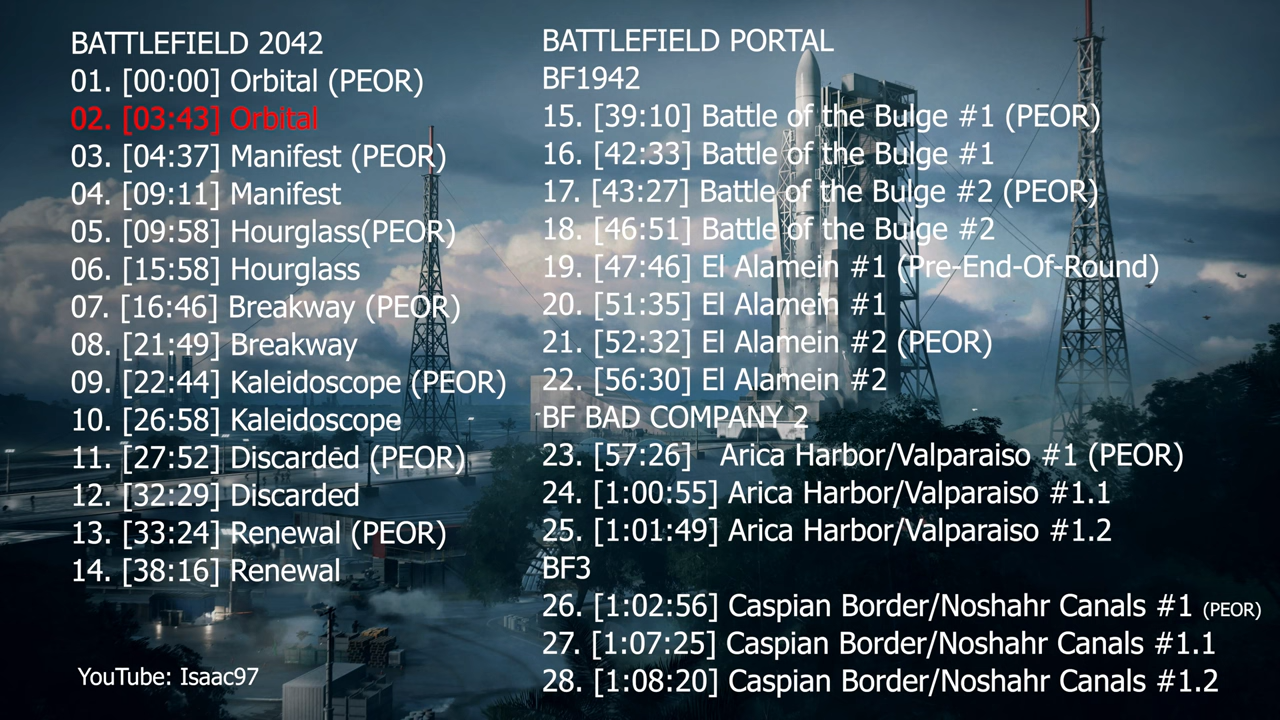 BATTLEFIELD 2042
01. [00:00] Orbital (PEOR)
02. [03:43] Orbital
03. [04:37] Manifest (PEOR)
04. [09:11] Manifest
05. [09:58] Hourglass(PEOR)
06. [15:58] Hourglass
07. [16:46] Breakway (PEOR)
08. [21:49] Breakway
09. [22:44] Kaleidoscope (PEOR)
10. [26:58] Kaleidoscope
11. [27:52] Discarded (PEOR)
12. [32:29] Discarded
13. [33:24] Renewal (PEOR)
14. [38:16] Renewal
YouTube: Isaac97
BATTLEFIELD PORTAL
BF1942
15. [39:10] Battle of the Bulge #1 (PEOR)
16. [42:33] Battle of the Bulge #1
17. [43:27] Battle of the Bulge #2 (PEOR)
18. [46:51] Battle of the Bulge #2
19. [47:46] El Alamein #1 (Pre-End-Of-Round)
20. [51:35] El Alamein #1
21. [52:32] El Alamein #2 (PEOR)
22. [56:30] El Alamein #2
BF BAD COMPANY 2
23. [57:26] Arica Harbor/Valparaiso #1 (PEOR)
24. [1:00:55] Arica Harbor/Valparaiso #1.1
25. [1:01:49] Arica Harbor/Valparaiso #1.2
BF3
26. [1:02:56] Caspian Border/Noshahr Canals #1 (PEOR)
27. [1:07:25] Caspian Border/Noshahr Canals #1.1
28. [1:08:20] Caspian Border/Noshahr Canals #1.2